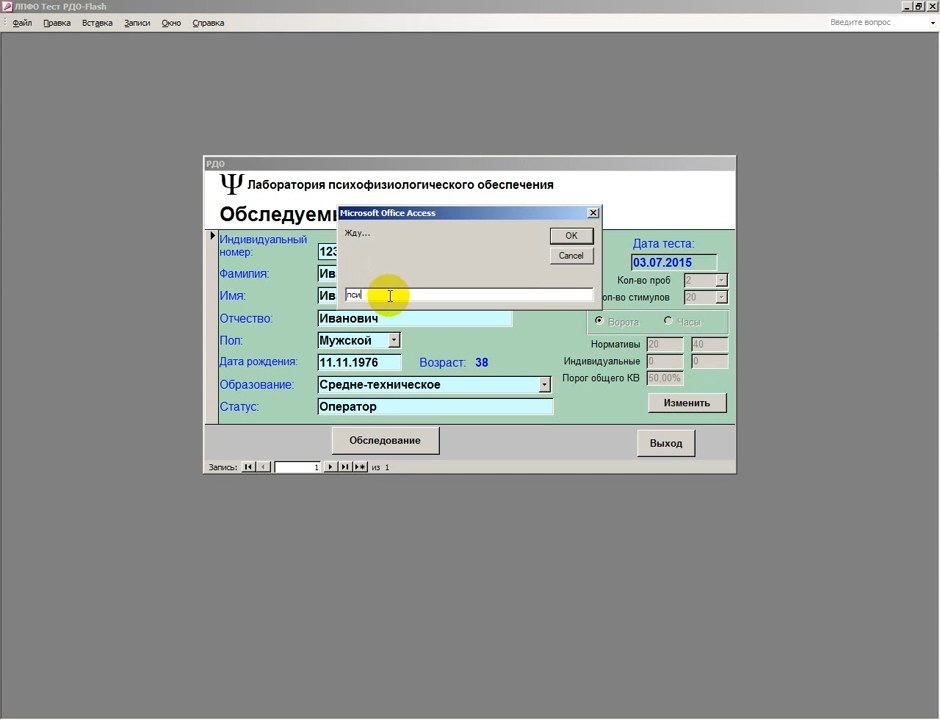 ЛПФО Тест РДО-Flash
Файл Правка Вставка Записи Окно Справка
Введите вопрос
РДО
Ψ Лаборатория психофизиологического обеспечения
Обследуем
Microsoft Office Access
Жду...
OK
Cancel
пси
Индивидуальный
номер: 123
Фамилия: Ив
Имя: Ив
Отчество: Иванович
Пол: Мужской
Дата рождения: 11.11.1976 Возраст: 38
Образование: Средне-техническое
Статус: Оператор
Дата теста:
03.07.2015
Кол-во проб 2
ол-во стимулов 20
Ворота Часы
Нормативы 20 40
Индивидуальные 0 0
Порог общего КВ 50,00%
Изменить
Обследование
Выход
Запись: 1 из 1